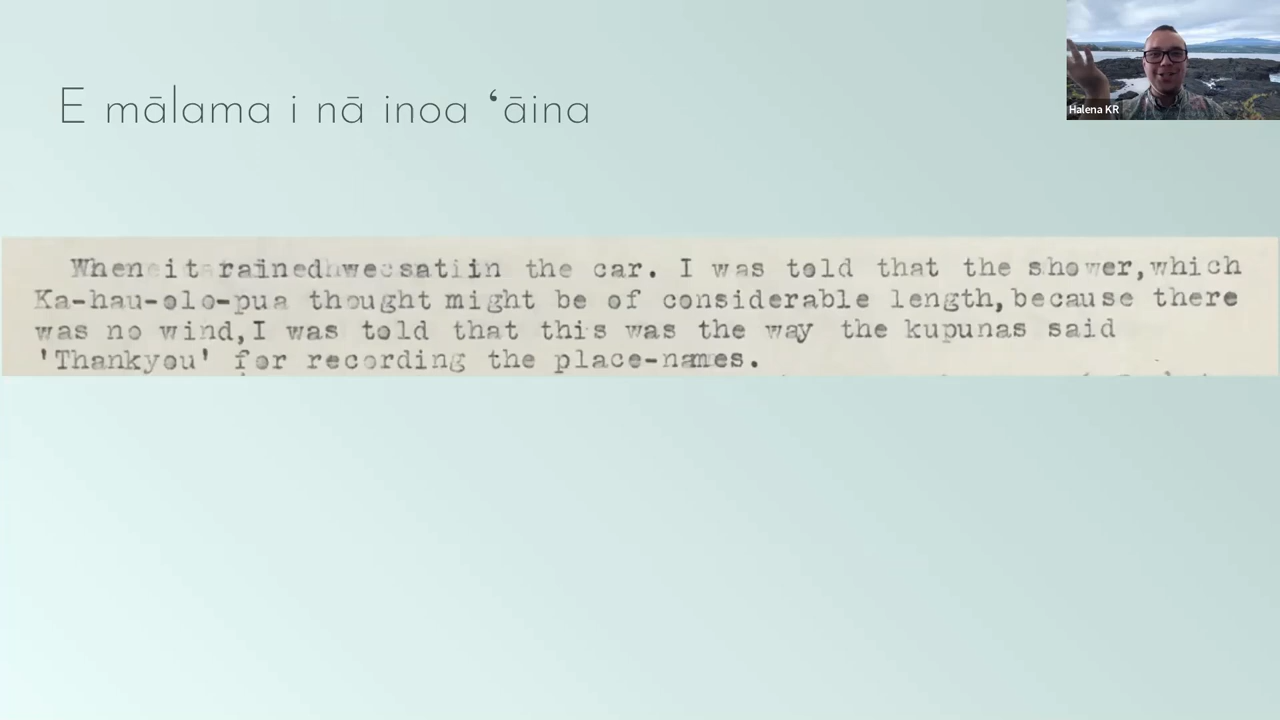 E mālama i nā inoa ʻāina
Halena KR
When it rained we sat in the car. I was told that the shower,which
Ka-hau-olo-pua thought might be of considerable length,because there
was no wind,I was told that this was the way the kupunas said
'Thankyou' for recording the place-names.